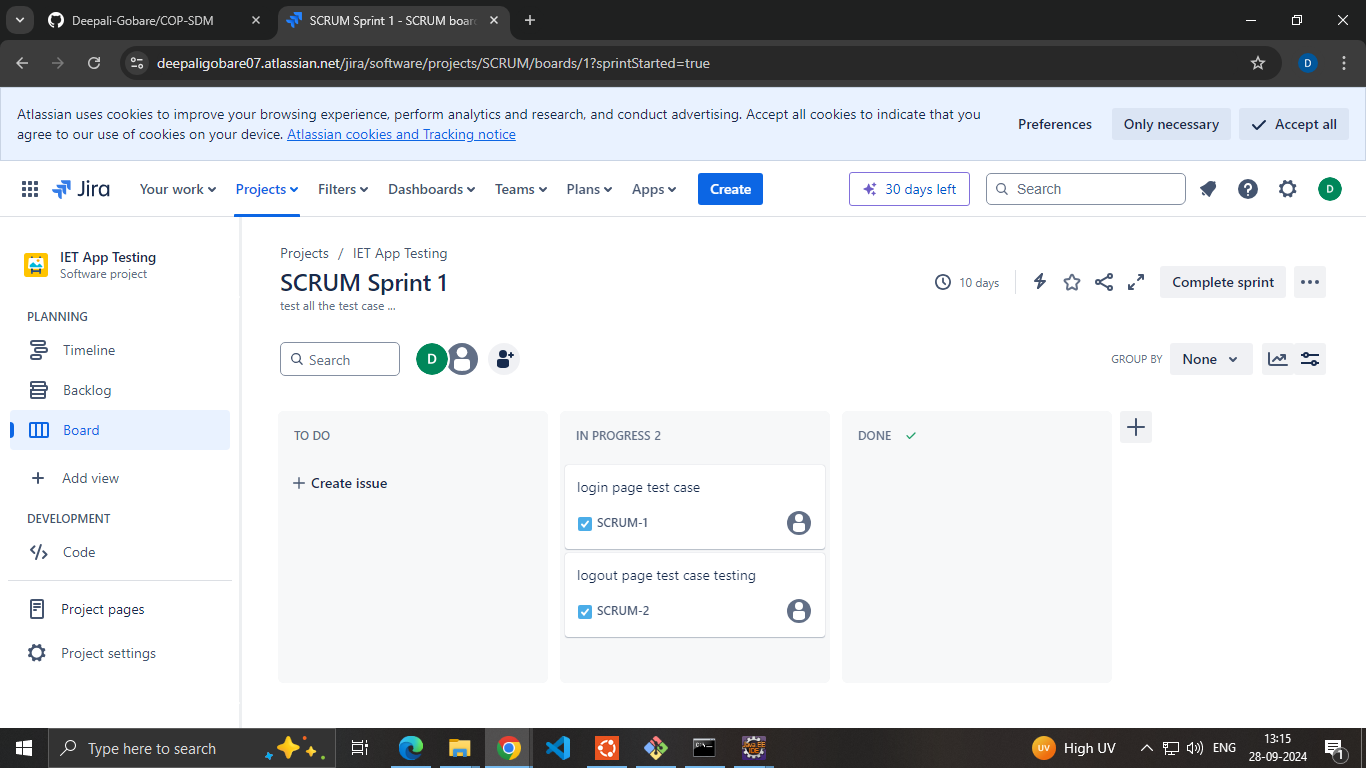 Deepali-Gobare/COP-SDM
SCRUM Sprint 1 - SCRUM board
deepaligobare07.atlassian.net/jira/software/projects/SCRUM/boards/1?sprintStarted=true
D
Atlassian uses cookies to improve your browsing experience, perform analytics and research, and conduct advertising. Accept all cookies to indicate that you
agree to our use of cookies on your device. Atlassian cookies and Tracking notice
Preferences
Only necessary
Accept all
Jira
Your work
Projects
Filters
Dashboards
Teams
Plans
Apps
Create
30 days left
Search
D
IET App Testing
Software project
PLANNING
Timeline
Backlog
Board
Add view
DEVELOPMENT
Code
Project pages
Project settings
Projects / IET App Testing
SCRUM Sprint 1
test all the test case ...
10 days
Complete sprint
Search
D
GROUP BY
None
TO DO
Create issue
IN PROGRESS 2
login page test case
SCRUM-1
logout page test case testing
SCRUM-2
DONE
Type here to search
UV
High UV
ENG
13:15
28-09-2024
1